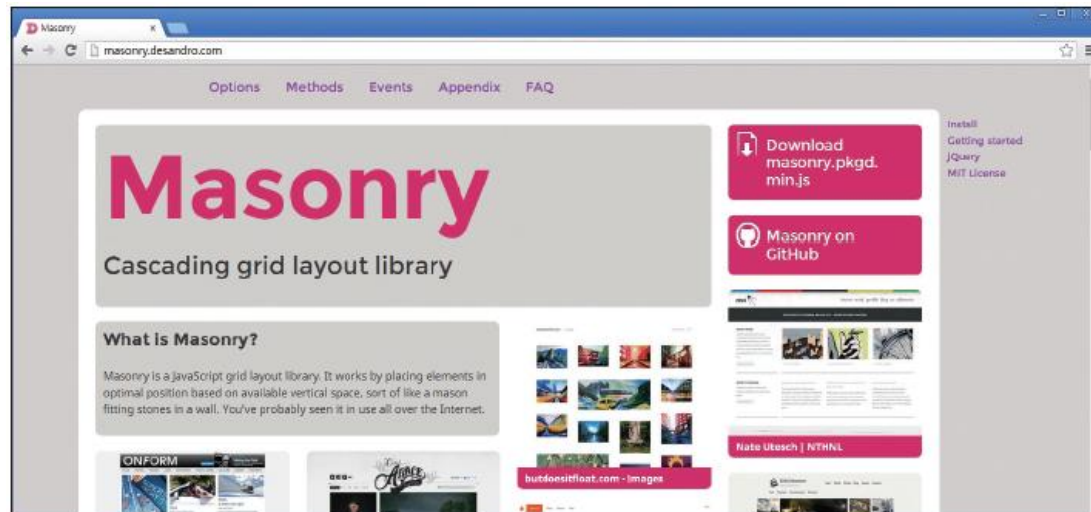 Masonry
masonry.desandro.com
Options Methods Events Appendix FAQ
Masonry
Cascading grid layout library
Download
masonry.pkgd.
min.js
Masonry on
GitHub
Install
Getting started
jQuery
MIT License
What is Masonry?
Masonry is a JavaScript grid layout library. It works by placing elements in
optimal position based on available vertical space, sort of like a mason
fitting stones in a wall. You've probably seen it in use all over the Internet.
butdoesitfloat.com - Images
Nate Utesch | NTHNL
ONFORM